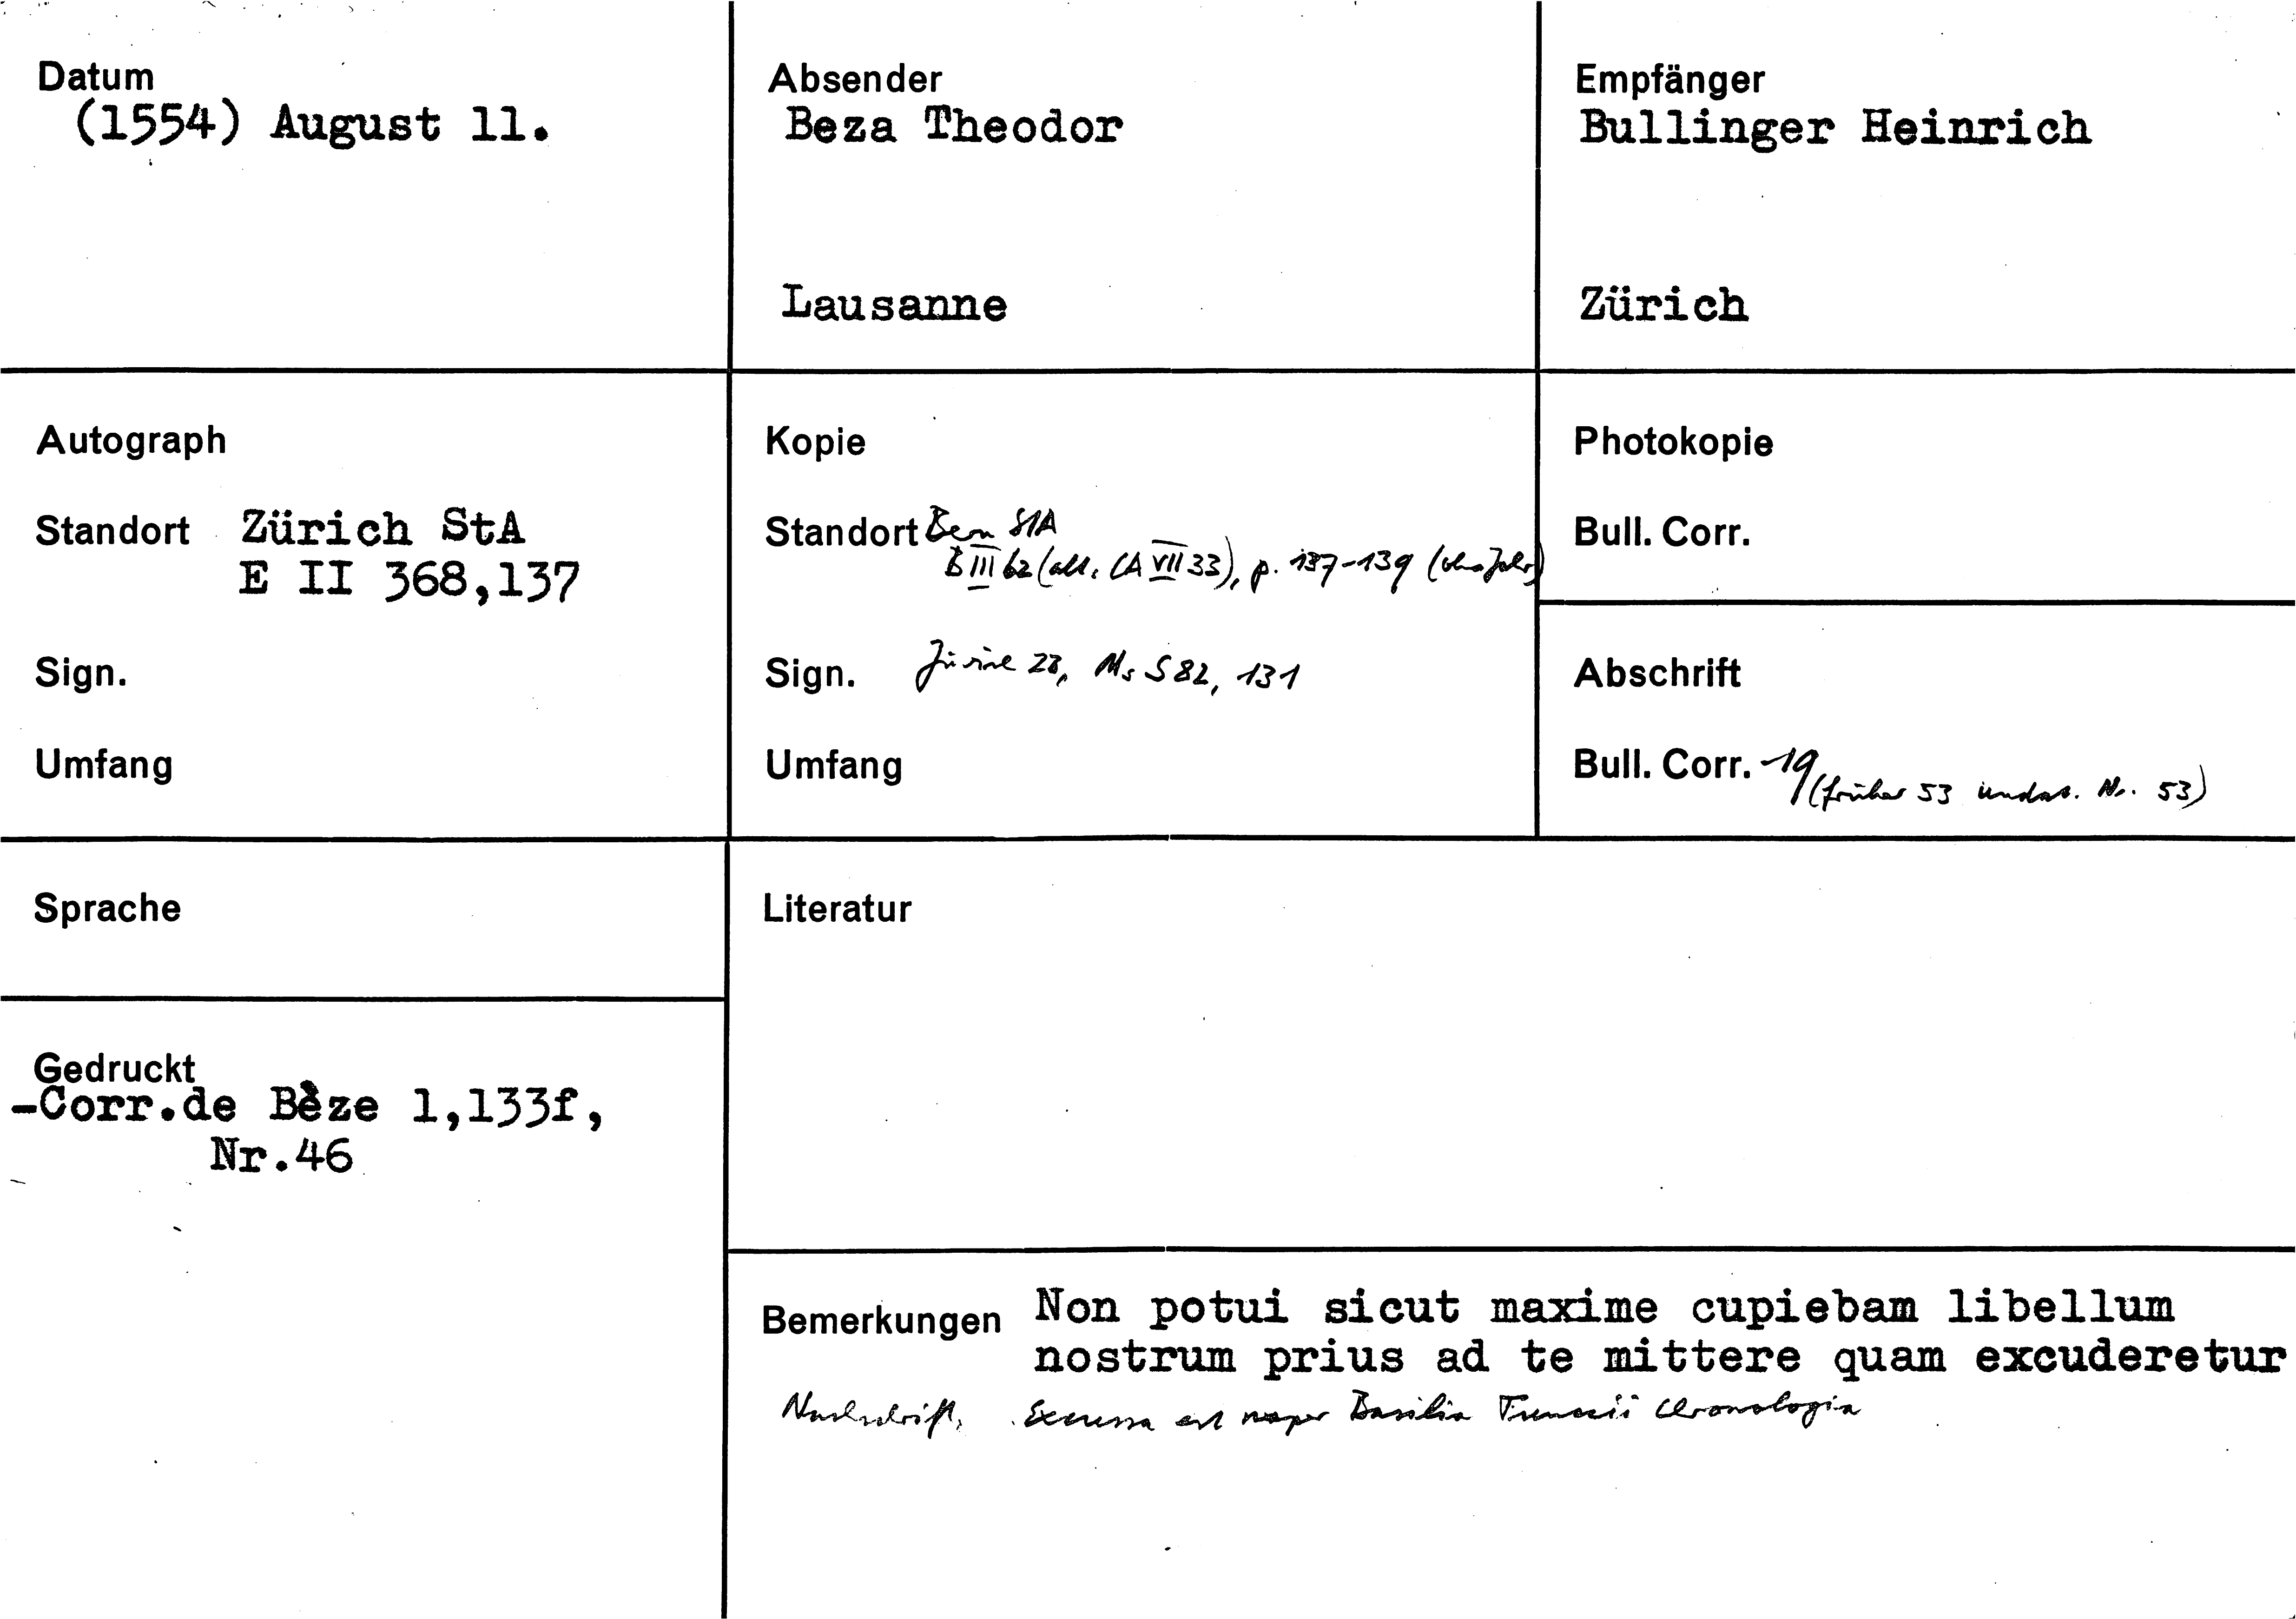 Datum
(1554) August 11.
Absender
Beza Theodor
Lausanne
Empfänger
Bullinger Heinrich
Zürich
Autograph
Standort Zürich StA
E II 368,137
Sign.
Umfang
Kopie
Standort Bern StA
B III 62 (alt. CA VII 33), p. 137-139 (ohne Jahr)
Sign. Zürich ZB, Ms S 82, 131
Umfang
Photokopie
Bull. Corr.
Abschrift
Bull. Corr. 19 (früher 53 undat. Nr. 53)
Sprache
Literatur
Gedruckt
-Corr.de Bèze 1,133f,
Nr.46
Bemerkungen Non potui sicut maxime cupiebam libellum
nostrum prius ad te mittere quam excuderetur
Nachschrift: Excussa est nuper Basilia Funccii Chronologia